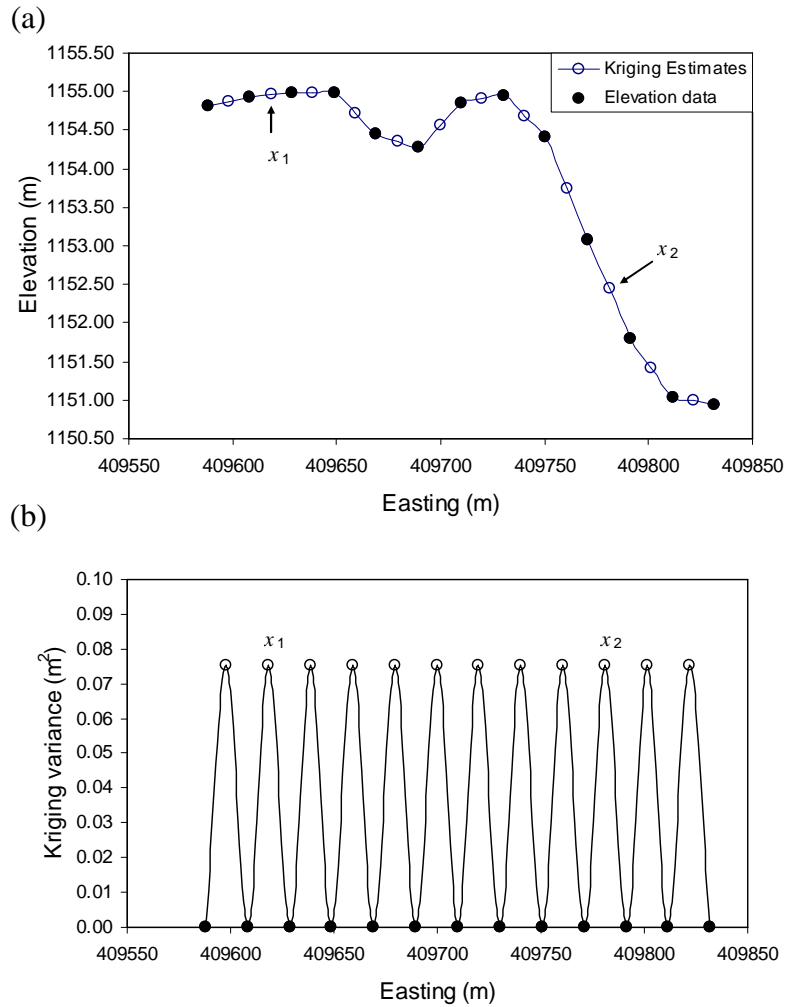 (a)
1155.50
1155.00
1154.50
1154.00
1153.50
1153.00
1152.50
1152.00
1151.50
1151.00
1150.50
Elevation (m)
Kriging Estimates
Elevation data
x1
x2
409550 409600 409650 409700 409750 409800 409850
Easting (m)
(b)
0.10
0.09
0.08
0.07
0.06
0.05
0.04
0.03
0.02
0.01
0.00
Kriging variance (m²)
x1
x2
409550 409600 409650 409700 409750 409800 409850
Easting (m)